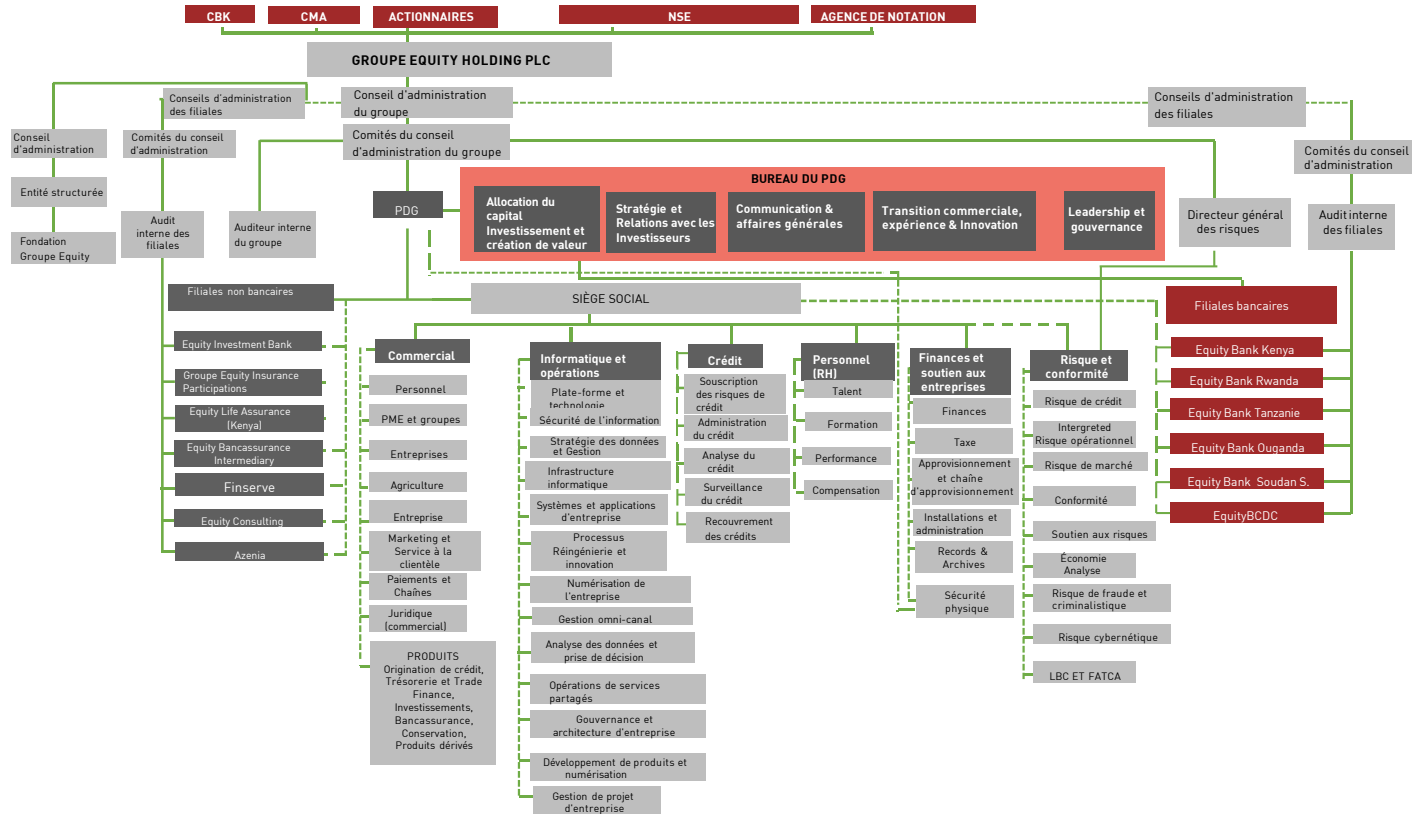 CBK
CMA
ACTIONNAIRES
NSE
AGENCE DE NOTATION
GROUPE EQUITY HOLDING PLC
Conseils d'administration
des filiales
Conseil d'administration
du groupe
Conseils d'administration
des filiales
Conseil
d'administration
Comités du conseil
d'administration
Comités du conseil
d'administration du groupe
Comités du conseil
d'administration
Entité structurée
Fondation
Groupe Equity
Audit
interne des
filiales
Auditeur interne
du groupe
PDG
BUREAU DU PDG
Allocation du
capital
Investissement et
création de valeur
Stratégie et
Relations avec les
Investisseurs
Communication &
affaires générales
Transition commerciale,
expérience & Innovation
Leadership et
gouvernance
Directeur général
des risques
Audit interne
des filiales
Filiales non bancaires
SIÈGE SOCIAL
Filiales bancaires
Equity Investment Bank
Groupe Equity Insurance
Participations
Equity Life Assurance
(Kenya)
Equity Bancassurance
Intermediary
Finserve
Equity Consulting
Azenia
Commercial
Personnel
PME et groupes
Entreprises
Agriculture
Entreprise
Marketing et
Service à la
clientèle
Paiements et
Chaînes
Juridique
(commercial)
PRODUITS
Origination de crédit,
Trésorerie et Trade
Finance,
Investissements,
Bancassurance,
Conservation,
Produits dérivés
Informatique et
opérations
Plate-forme et
technologie
Sécurité de l'information
Stratégie des données
et Gestion
Infrastructure
informatique
Systèmes et applications
d'entreprise
Processus
Réingénierie et
innovation
Numérisation de
l'entreprise
Gestion omni-canal
Analyse des données et
prise de décision
Opérations de services
partagés
Gouvernance et
architecture d'entreprise
Développement de produits et
numérisation
Gestion de projet
d'entreprise
Crédit
Souscription
des risques de
crédit
Administration
du crédit
Analyse du
crédit
Surveillance
du crédit
Recouvrement
des crédits
Personnel
(RH)
Talent
Formation
Performance
Compensation
Finances et
soutien aux
entreprises
Finances
Taxe
Approvisionnement
et chaîne
d'approvisionnement
Installations et
administration
Records &
Archives
Sécurité
physique
Risque et
conformité
Risque de crédit
Intergreted
Risque opérationnel
Risque de marché
Conformité
Soutien aux risques
Économie
Analyse
Risque de fraude et
criminalistique
Risque cybernétique
LBC ET FATCA
Equity Bank Kenya
Equity Bank Rwanda
Equity Bank Tanzanie
Equity Bank Ouganda
Equity Bank Soudan S.
EquityBCDC